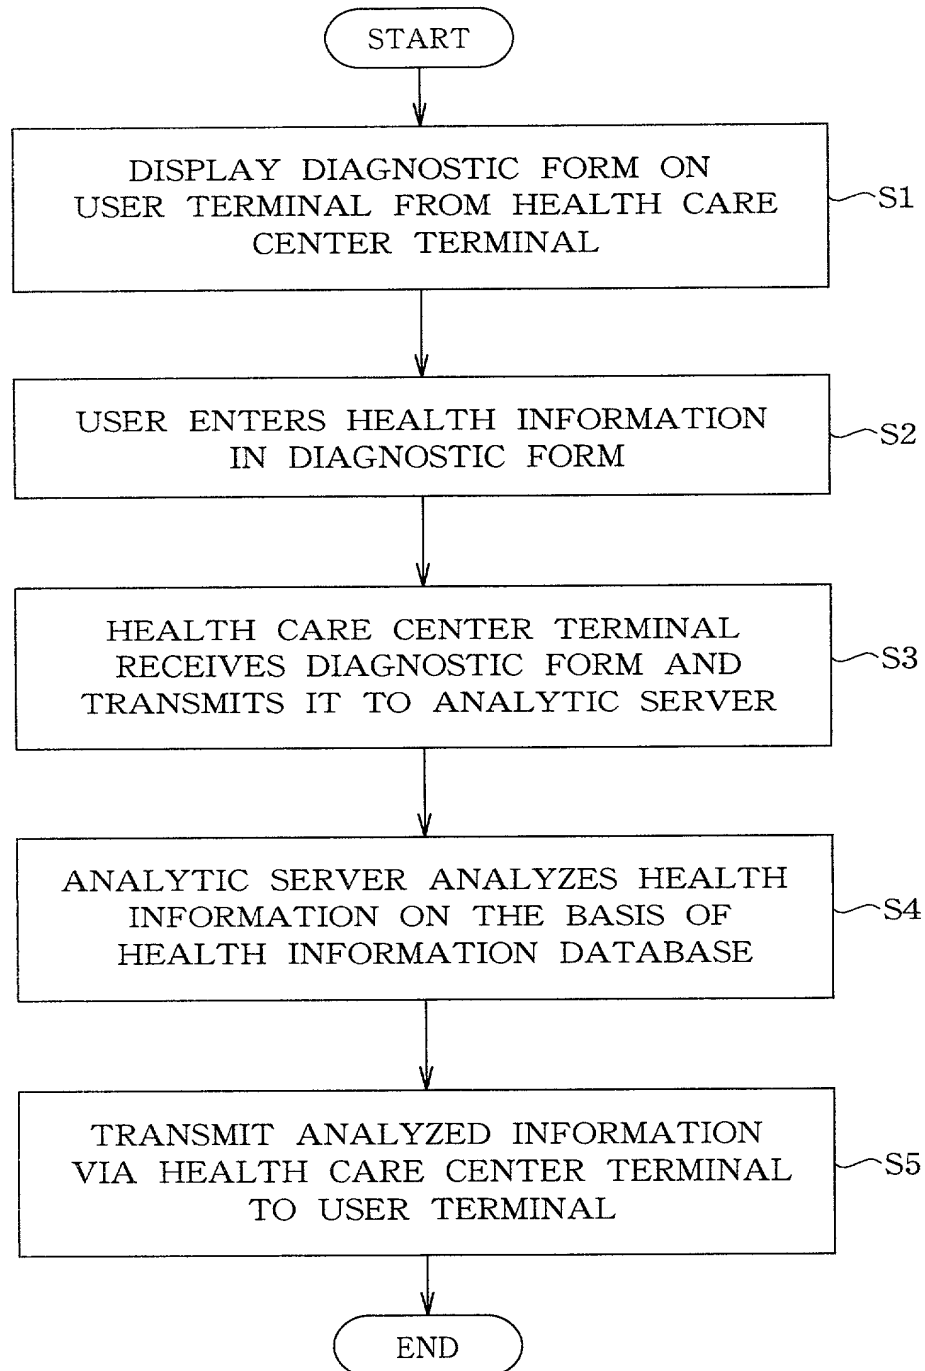 START
DISPLAY DIAGNOSTIC FORM ON
USER TERMINAL FROM HEALTH CARE
CENTER TERMINAL
S1
USER ENTERS HEALTH INFORMATION
IN DIAGNOSTIC FORM
S2
HEALTH CARE CENTER TERMINAL
RECEIVES DIAGNOSTIC FORM AND
TRANSMITS IT TO ANALYTIC SERVER
S3
ANALYTIC SERVER ANALYZES HEALTH
INFORMATION ON THE BASIS OF
HEALTH INFORMATION DATABASE
S4
TRANSMIT ANALYZED INFORMATION
VIA HEALTH CARE CENTER TERMINAL
TO USER TERMINAL
S5
END